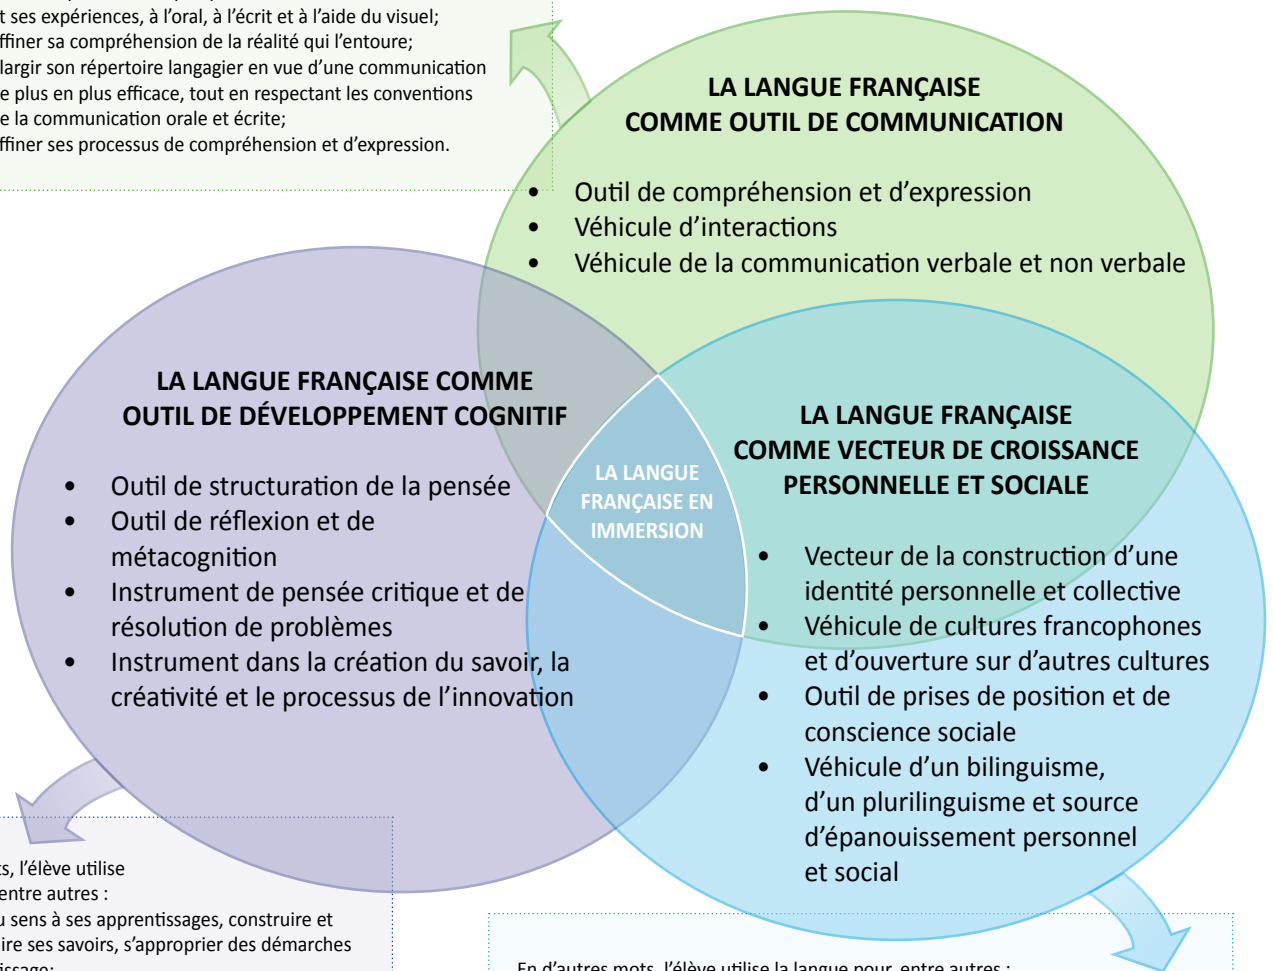 t ses expériences, à l'oral, à l'écrit et à l'aide du visuel;
ffiner sa compréhension de la réalité qui l'entoure;
largir son répertoire langagier en vue d'une communication
e plus en plus efficace, tout en respectant les conventions
e la communication orale et écrite;
ffiner ses processus de compréhension et d'expression.
LA LANGUE FRANÇAISE
COMME OUTIL DE COMMUNICATION
• Outil de compréhension et d'expression
• Véhicule d'interactions
• Véhicule de la communication verbale et non verbale
LA LANGUE FRANÇAISE COMME
OUTIL DE DÉVELOPPEMENT COGNITIF
• Outil de structuration de la pensée
• Outil de réflexion et de
métacognition
• Instrument de pensée critique et de
résolution de problèmes
• Instrument dans la création du savoir, la
créativité et le processus de l'innovation
LA LANGUE
FRANÇAISE EN
IMMERSION
LA LANGUE FRANÇAISE
COMME VECTEUR DE CROISSANCE
PERSONNELLE ET SOCIALE
• Vecteur de la construction d'une
identité personnelle et collective
• Véhicule de cultures francophones
et d'ouverture sur d'autres cultures
• Outil de prises de position et de
conscience sociale
• Véhicule d'un bilinguisme,
d'un plurilinguisme et source
d'épanouissement personnel
et social
ts, l'élève utilise
entre autres :
u sens à ses apprentissages, construire et
ire ses savoirs, s'approprier des démarches
tissage;
En d'autres mots, l'élève utilise la langue pour, entre autres :